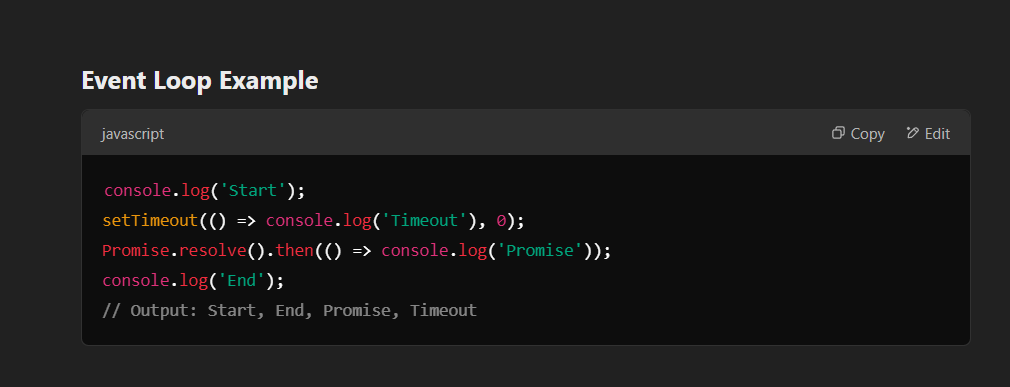 Event Loop Example
javascript Copy Edit
console.log('Start');
setTimeout(() => console.log('Timeout'), 0);
Promise.resolve().then(() => console.log('Promise'));
console.log('End');
// Output: Start, End, Promise, Timeout